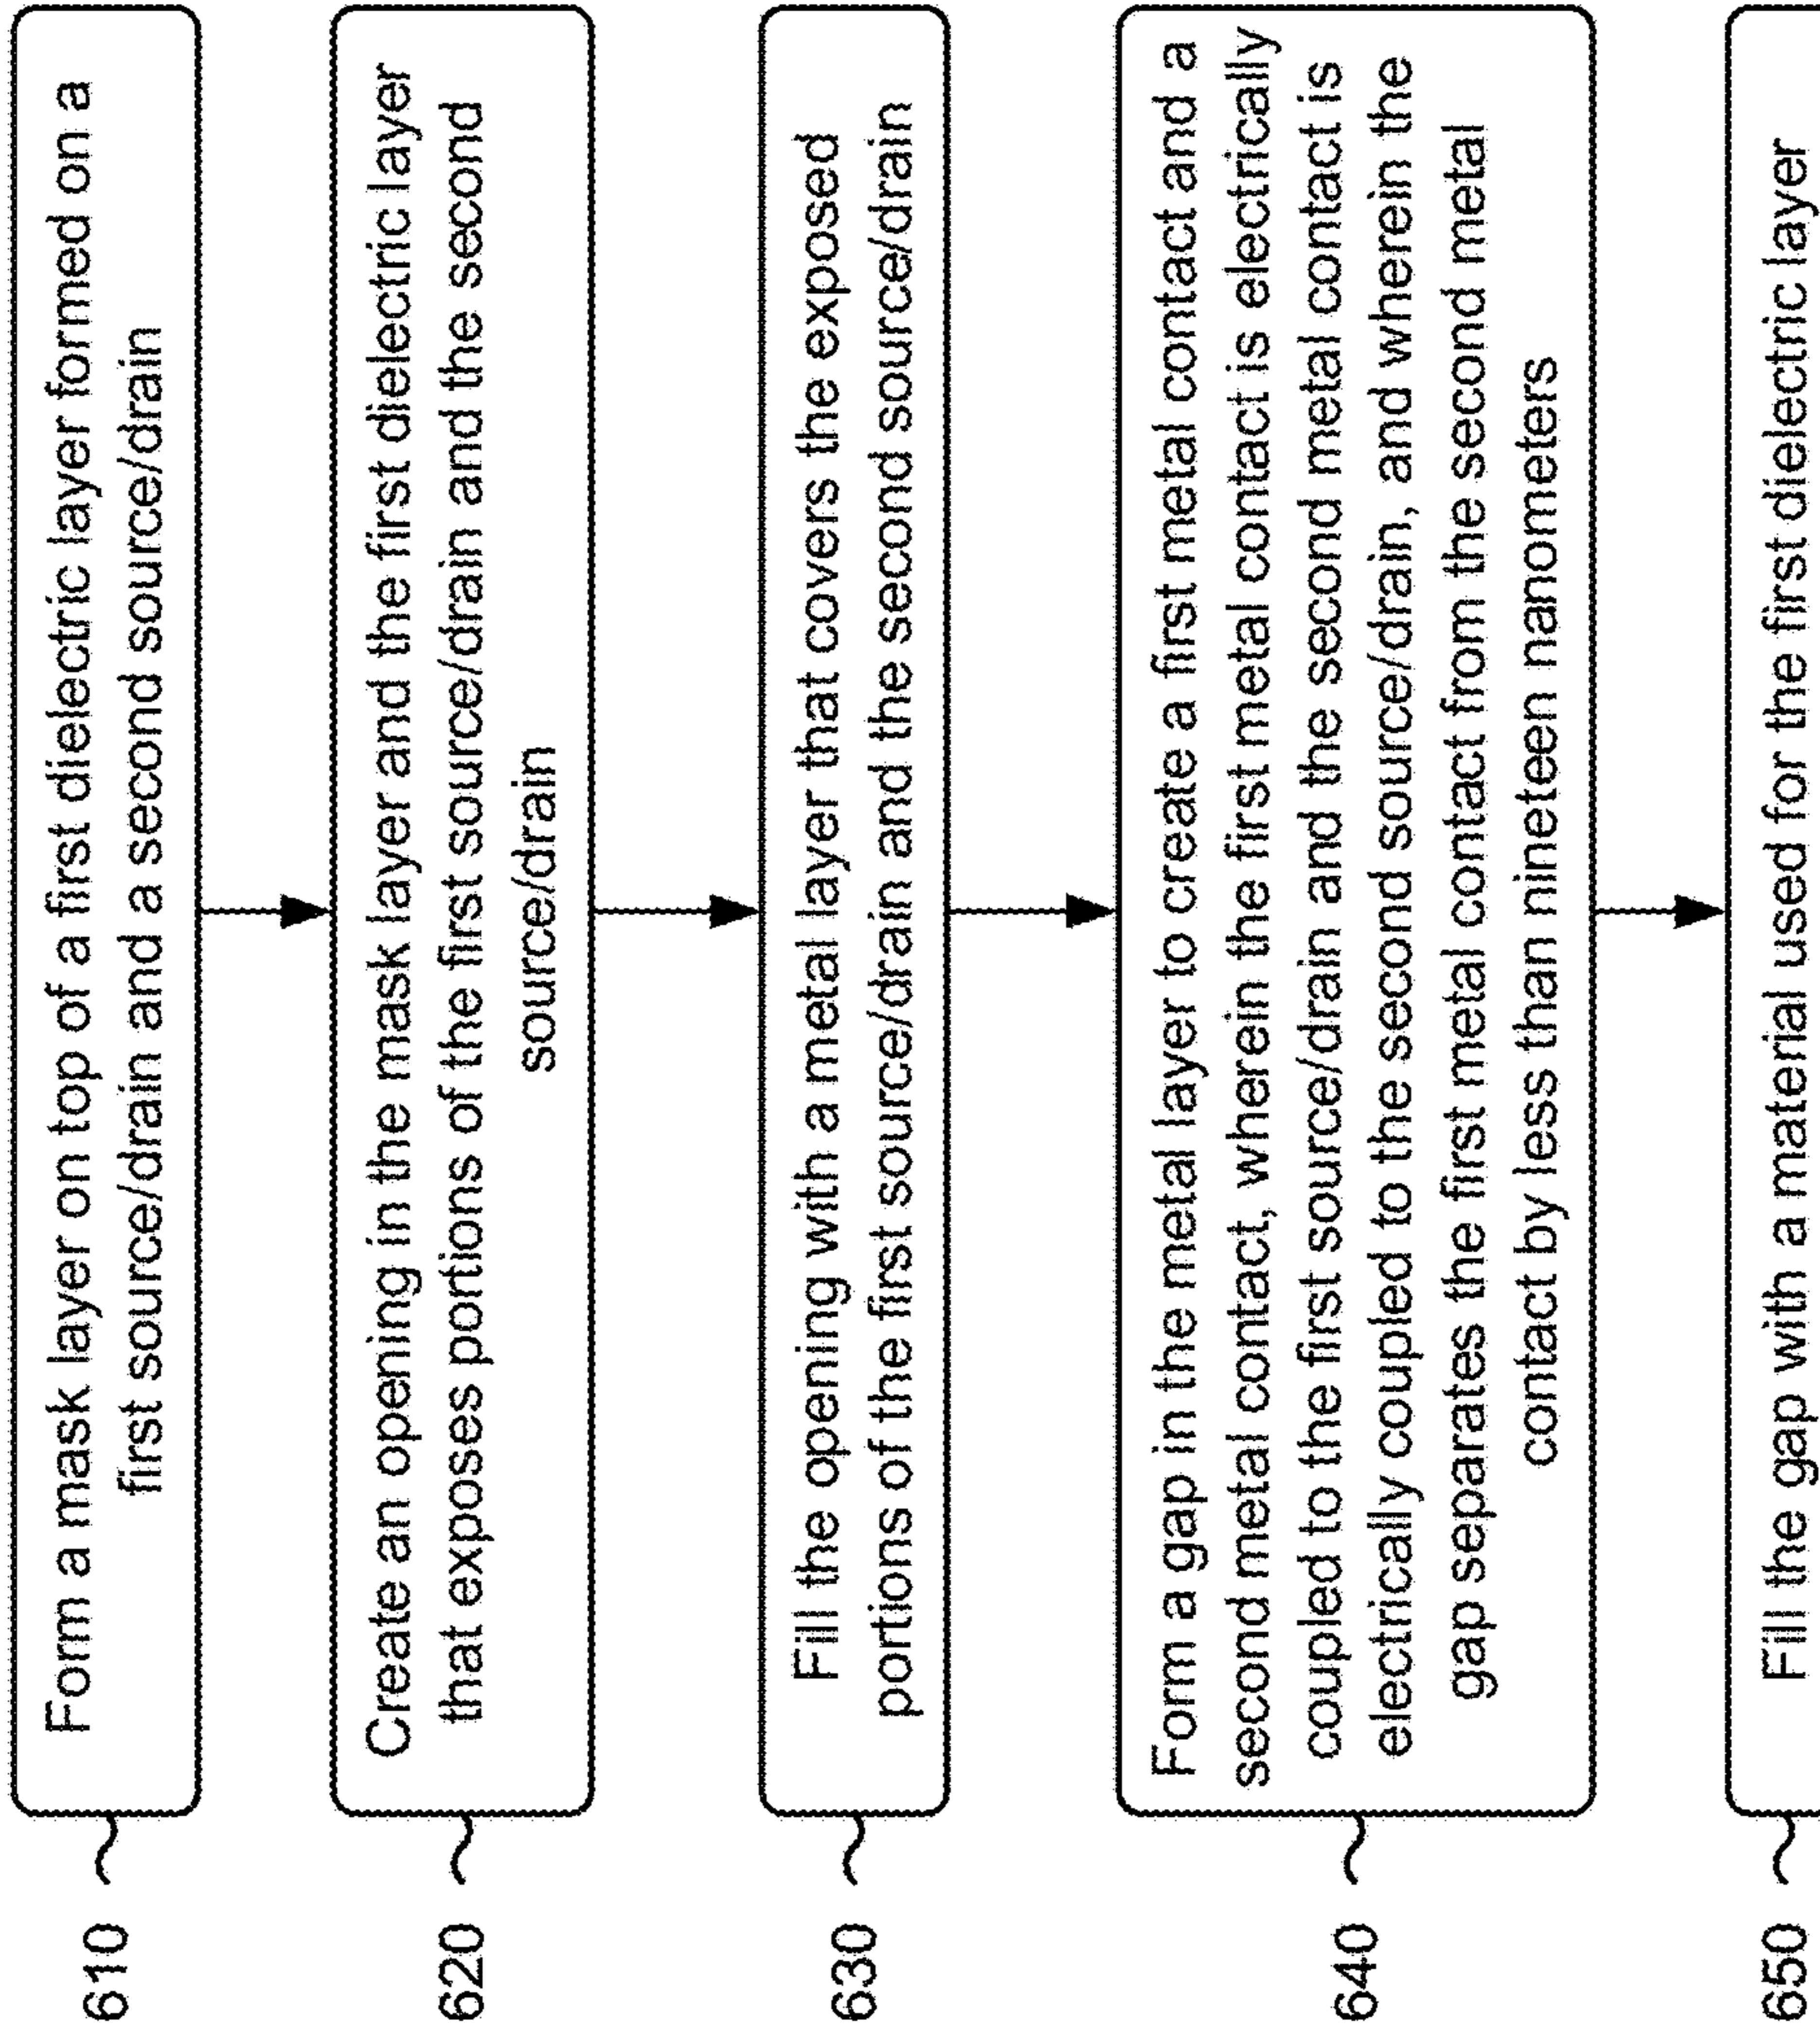 610
Form a mask layer on top of a first dielectric layer formed on a
first source/drain and a second source/drain
620
Create an opening in the mask layer and the first dielectric layer
that exposes portions of the first source/drain and the second
source/drain
630
Fill the opening with a metal layer that covers the exposed
portions of the first source/drain and the second source/drain
640
Form a gap in the metal layer to create a first metal contact and a
second metal contact, wherein the first metal contact is electrically
coupled to the first source/drain and the second metal contact is
electrically coupled to the second source/drain, and wherein the
gap separates the first metal contact from the second metal
contact by less than nineteen nanometers
650
Fill the gap with a material used for the first dielectric layer